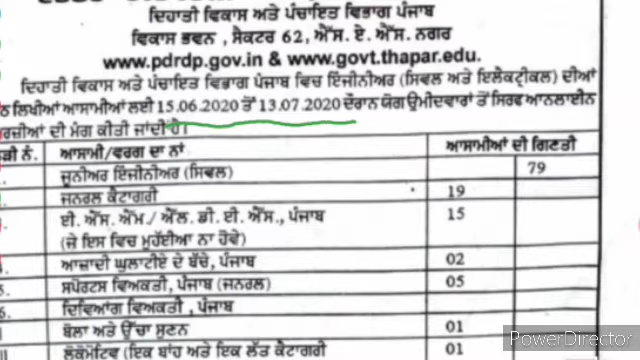 ਦਿਹਾਤੀ ਵਿਕਾਸ ਅਤੇ ਪੰਚਾਇਤ ਵਿਭਾਗ ਪੰਜਾਬ
ਵਿਕਾਸ ਭਵਨ , ਸੈਕਟਰ 62, ਐੱਸ. ਏ. ਐੱਸ. ਨਗਰ
www.pdrdp.gov.in & www.govt.thapar.edu.
ਦਿਹਾਤੀ ਵਿਕਾਸ ਅਤੇ ਪੰਚਾਇਤ ਵਿਭਾਗ ਪੰਜਾਬ ਵਿਚ ਇੰਜੀਨੀਅਰ (ਸਿਵਲ ਅਤੇ ਇਲੈਕਟ੍ਰੀਕਲ) ਦੀਆਂ
ਲਿਖੀਆਂ ਆਸਾਮੀਆਂ ਲਈ 15.06.2020 ਤੋਂ 13.07.2020 ਦੌਰਾਨ ਯੋਗ ਉਮੀਦਵਾਰਾਂ ਤੋਂ ਸਿਰਫ ਆਨਲਾਈਨ
ਰਜ਼ੀਆਂ ਦੀ ਮੰਗ ਕੀਤੀ ਜਾਂਦੀ ਹੈ।
ੜੀ ਨੰ. ਆਸਾਮੀ/ਵਰਗ ਦਾ ਨਾਂ ਆਸਾਮੀਆਂ ਦੀ ਗਿਣਤੀ
ਜੂਨੀਅਰ ਇੰਜੀਨੀਅਰ (ਸਿਵਲ) 79
ਜਨਰਲ ਕੈਟਾਗਰੀ 19
ਈ. ਐੱਸ. ਐੱਮ./ ਐੱਲ. ਡੀ. ਈ. ਐੱਸ., ਪੰਜਾਬ 15
(ਜੇ ਇਸ ਵਿਚ ਮੁਹੱਈਆ ਨਾ ਹੋਵੇ)
ਆਜ਼ਾਦੀ ਘੁਲਾਟੀਏ ਦੇ ਬੱਚੇ, ਪੰਜਾਬ 02
ਸਪੋਰਟਸ ਵਿਅਕਤੀ, ਪੰਜਾਬ (ਜਨਰਲ) 05
ਦਿਵਿਆਂਗ ਵਿਅਕਤੀ , ਪੰਜਾਬ
ਬੋਲਾ ਅਤੇ ਉੱਚਾ ਸੁਣਨ 01
ਲੋਕੋਮੋਟਿਵ (ਇਕ ਬਾਂਹ ਅਤੇ ਇਕ ਲੱਤ ਕੈਟਾਗਰੀ 01
PowerDirector